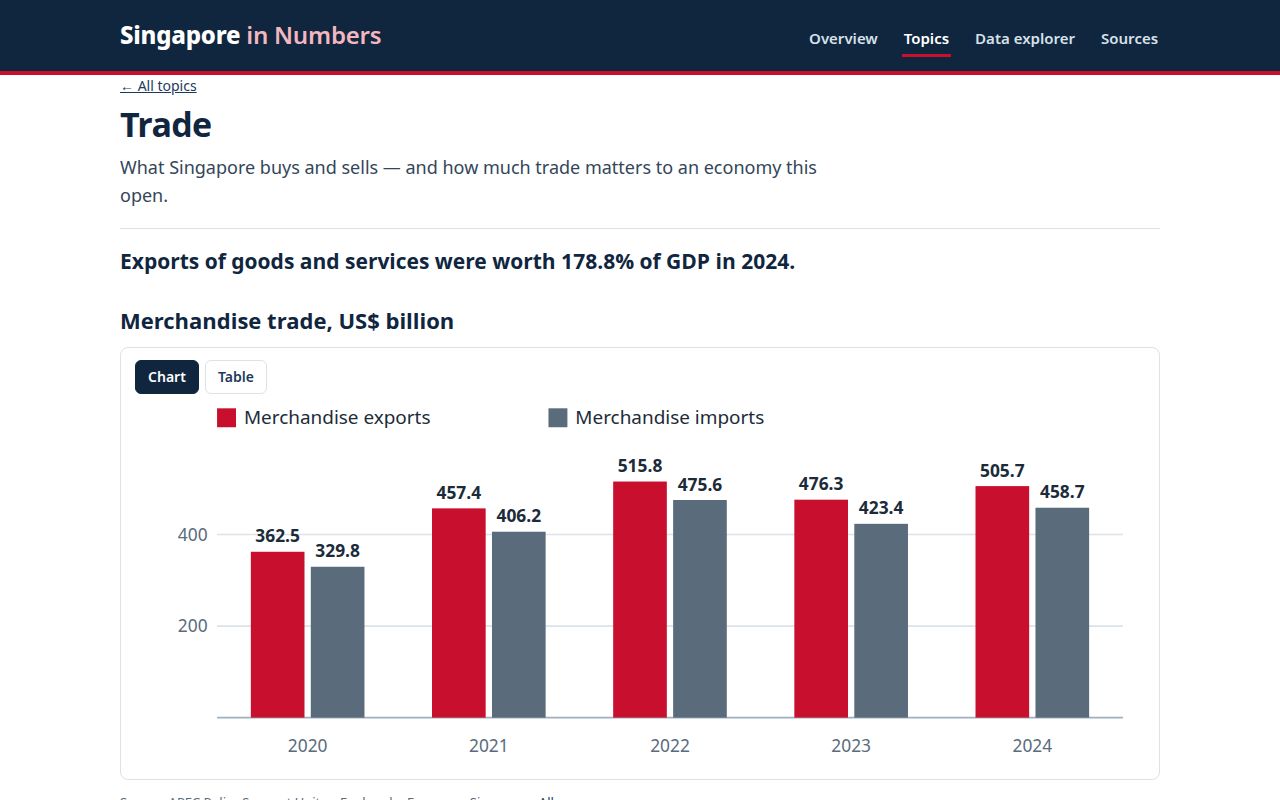 Singapore in Numbers
Overview Topics Data explorer Sources
← All topics
Trade
What Singapore buys and sells — and how much trade matters to an economy this
open.
Exports of goods and services were worth 178.8% of GDP in 2024.
Merchandise trade, US$ billion
Chart Table
Merchandise exports Merchandise imports
515.8
505.7
457.4 475.6 476.3 458.7
406.2 423.4
400 362.5 329.8
200
2020 2021 2022 2023 2024